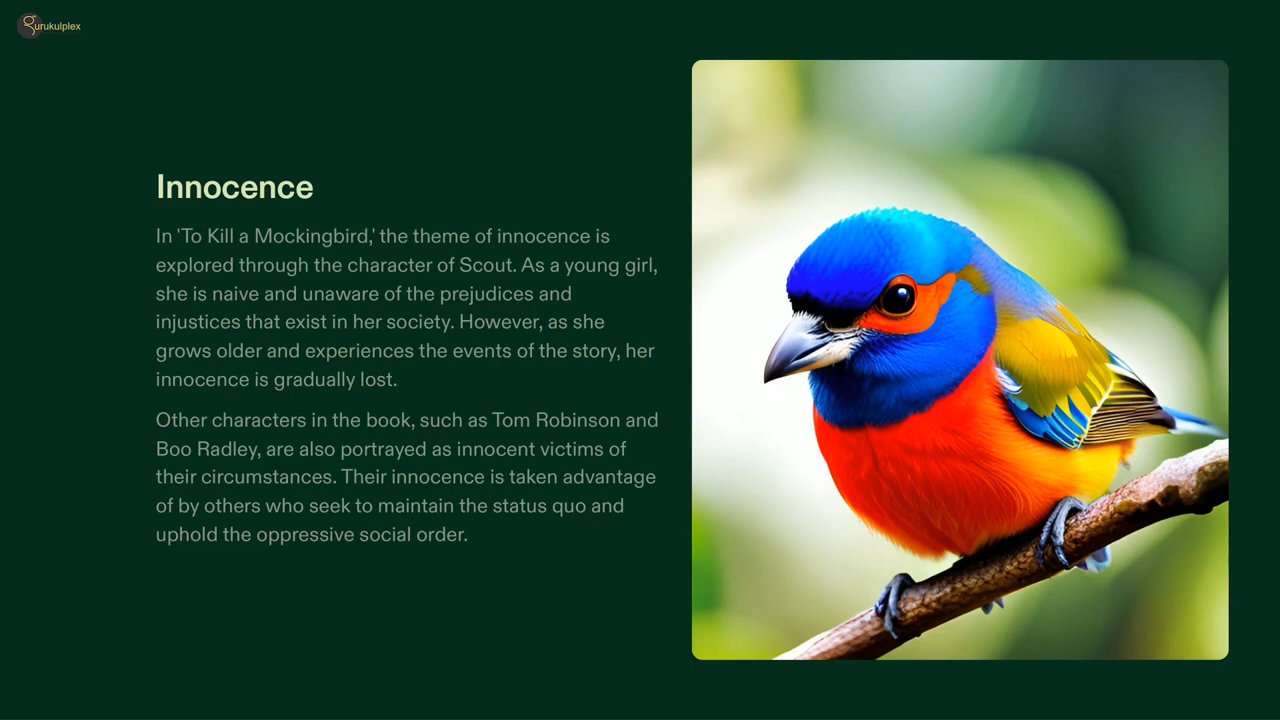 gurukulplex
Innocence
In 'To Kill a Mockingbird,' the theme of innocence is
explored through the character of Scout. As a young girl,
she is naive and unaware of the prejudices and
injustices that exist in her society. However, as she
grows older and experiences the events of the story, her
innocence is gradually lost.
Other characters in the book, such as Tom Robinson and
Boo Radley, are also portrayed as innocent victims of
their circumstances. Their innocence is taken advantage
of by others who seek to maintain the status quo and
uphold the oppressive social order.